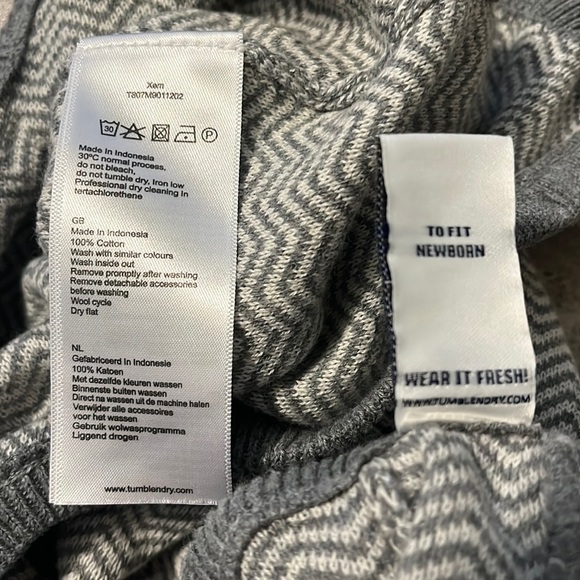 Xem
T807M9011202
30 P
Made In Indonesia
30°C normal process,
do not bleach,
do not tumble dry, Iron low
Professional dry cleaning in
tertachlorethene
GB
Made In Indonesia
100% Cotton
Wash with similar colours
Wash inside out
Remove promptly after washing
Remove detachable accessories
before washing
Wool cycle
Dry flat
NL
Gefabriceerd In Indonesie
100% Katoen
Met dezelfde kleuren wassen
Binnenste buiten wassen
Direct na wassen uit de machine halen
Verwijder alle accessories
voor het wassen
Gebruik wolwasprogramma
Liggend drogen
www.tumblendry.com
TO FIT
NEWBORN
WEAR IT FRESH!
WWW.TUMBLENDRY.COM